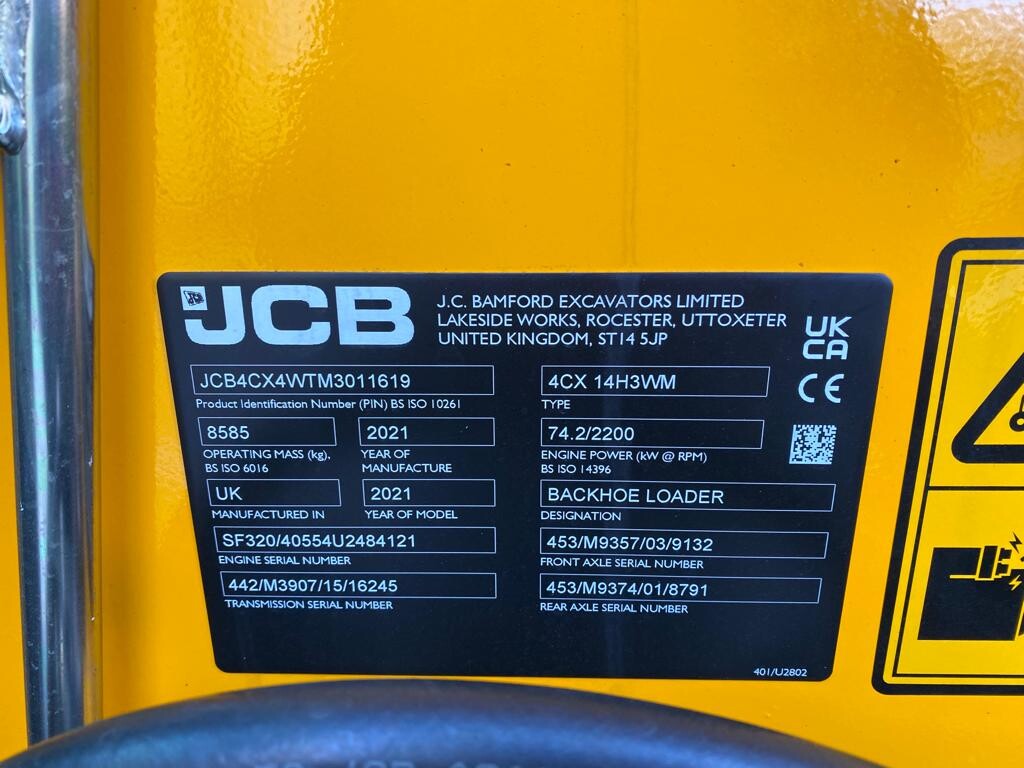 JCB
J.C. BAMFORD EXCAVATORS LIMITED
LAKESIDE WORKS, ROCESTER, UTTOXETER
UNITED KINGDOM, ST14 5JP
UK
CA
CE
JCB4CX4WTM3011619
Product Identification Number (PIN) BS ISO 10261
4CX 14H3WM
TYPE
8585
OPERATING MASS (kg),
BS ISO 6016
2021
YEAR OF
MANUFACTURE
74.2/2200
ENGINE POWER (kW @ RPM)
BS ISO 14396
UK
MANUFACTURED IN
2021
YEAR OF MODEL
BACKHOE LOADER
DESIGNATION
SF320/40554U2484121
ENGINE SERIAL NUMBER
453/M9357/03/9132
FRONT AXLE SERIAL NUMBER
442/M3907/15/16245
TRANSMISSION SERIAL NUMBER
453/M9374/01/8791
REAR AXLE SERIAL NUMBER
401/U2802